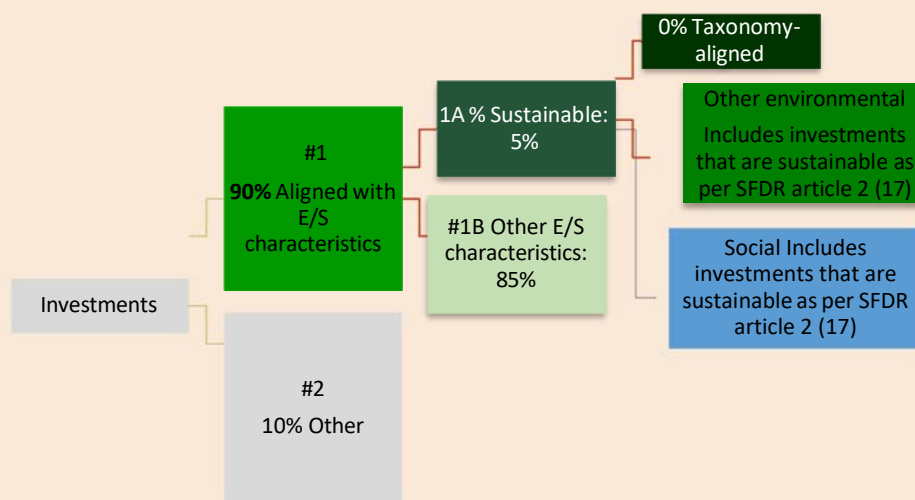 Investments
#1
90% Aligned with
E/S
characteristics
#2
10% Other
1A % Sustainable:
5%
#1B Other E/S
characteristics:
85%
0% Taxonomy-
aligned
Other environmental
Includes investments
that are sustainable as
per SFDR article 2 (17)
Social Includes
investments that are
sustainable as per SFDR
article 2 (17)